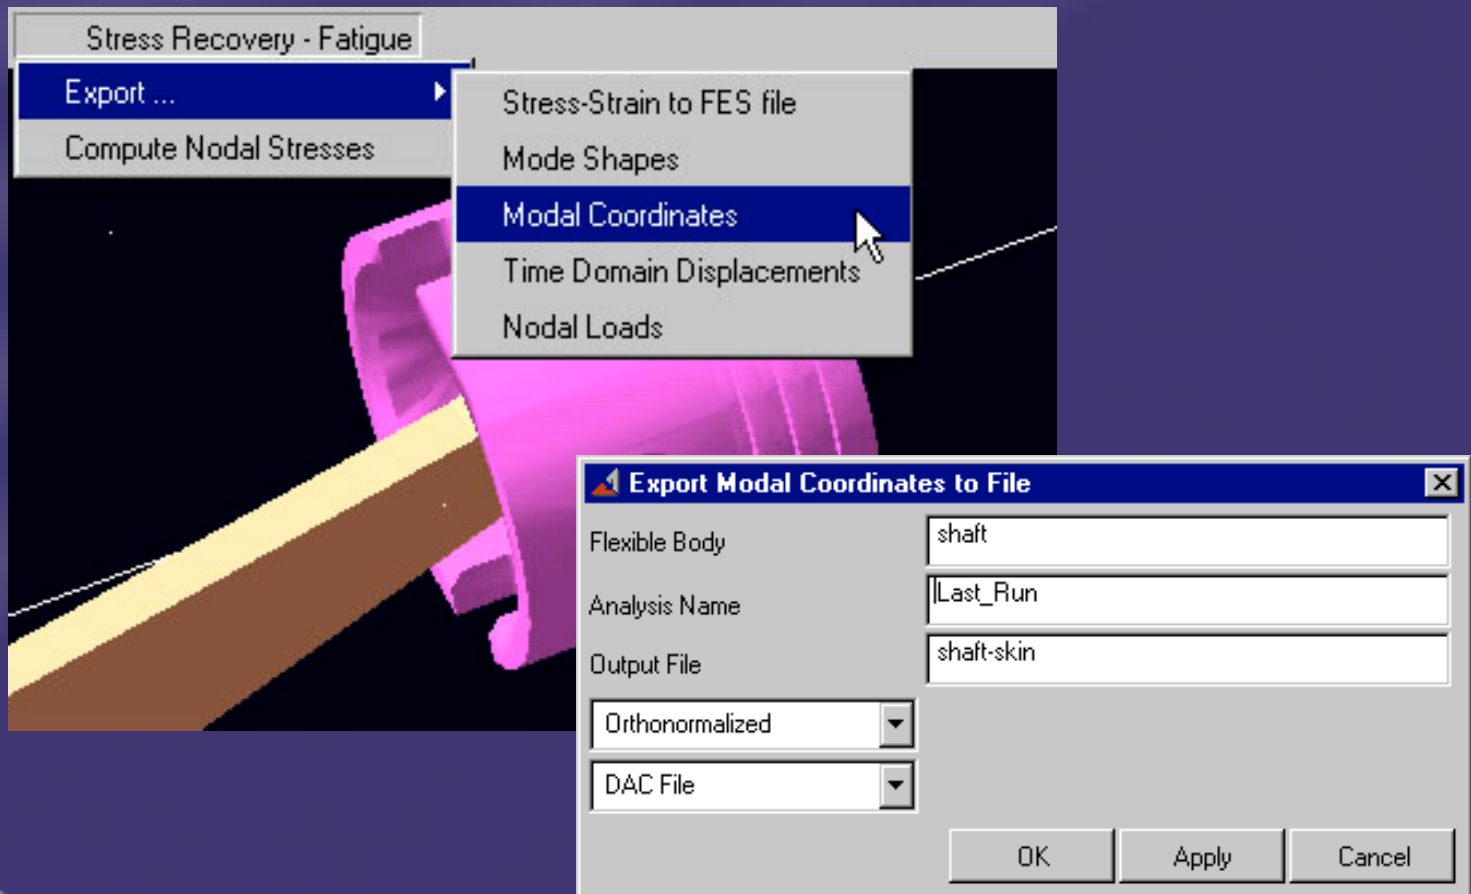 Stress Recovery - Fatigue
Export ...
Compute Nodal Stresses
Stress-Strain to FES file
Mode Shapes
Modal Coordinates
Time Domain Displacements
Nodal Loads
Export Modal Coordinates to File
Flexible Body shaft
Analysis Name Last_Run
Output File shaft-skin
Orthonormalized
DAC File
OK Apply Cancel